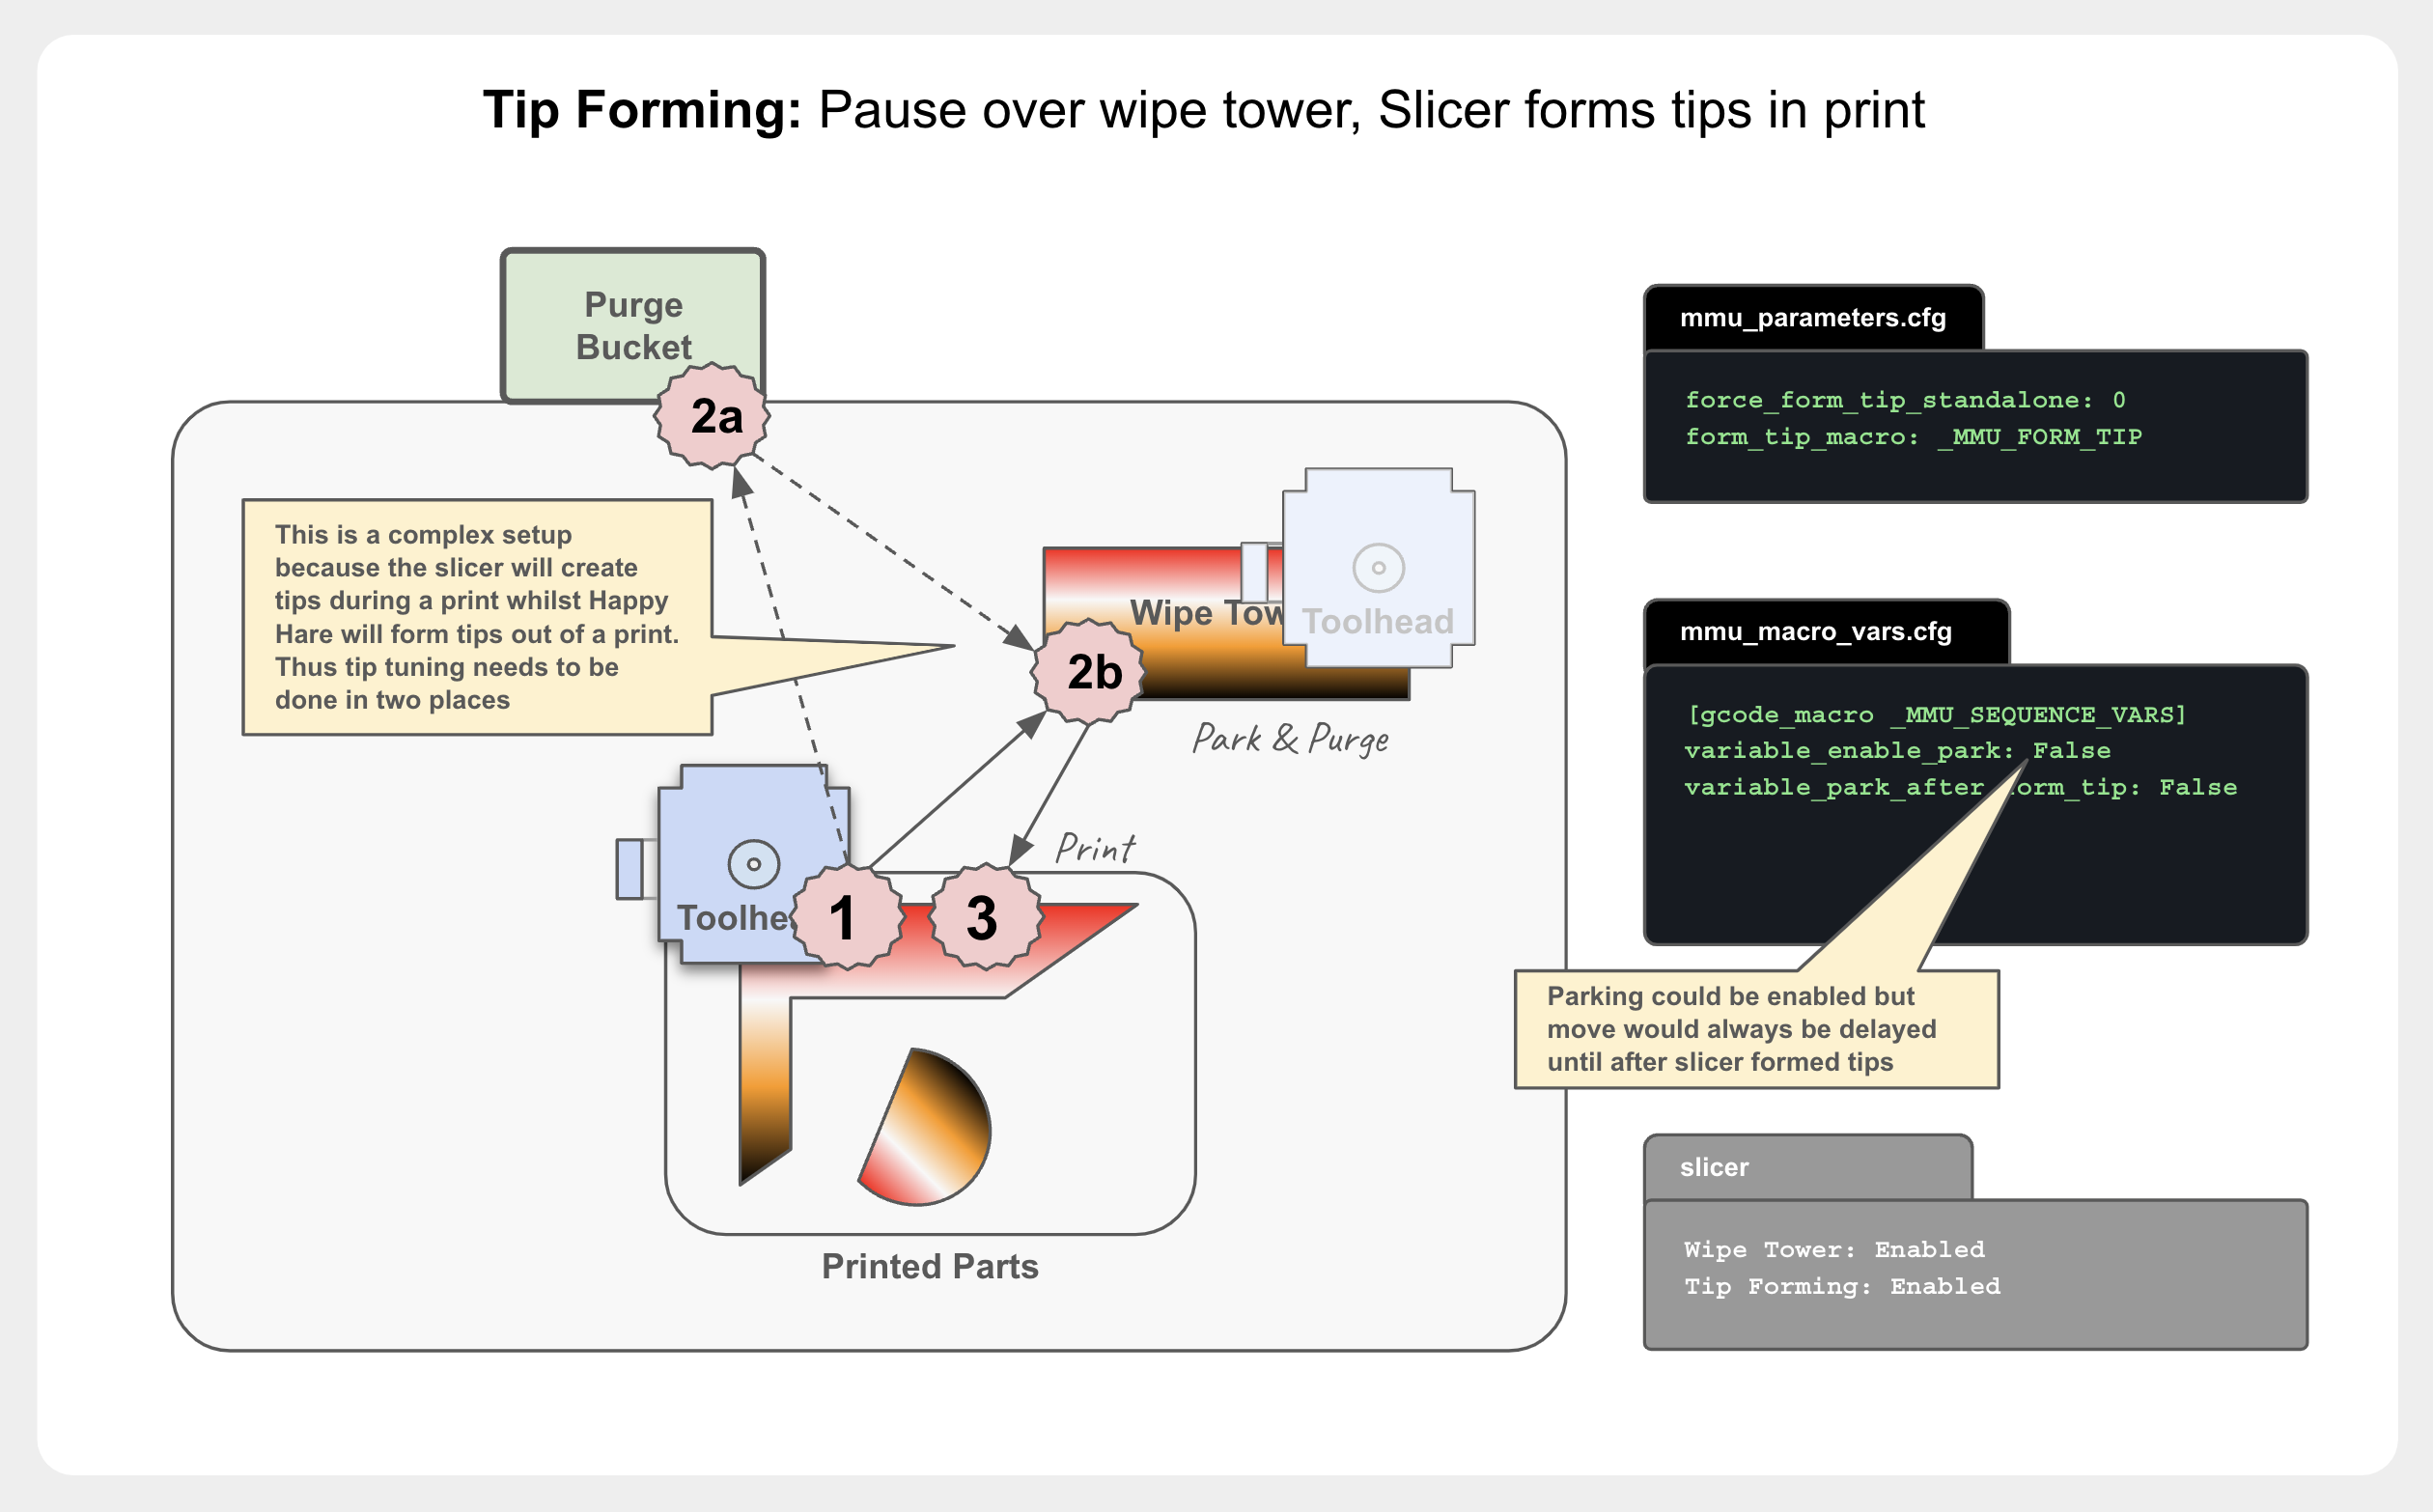 Tip Forming: Pause over wipe tower, Slicer forms tips in print
Purge
Bucket
2a
This is a complex setup
because the slicer will create
tips during a print whilst Happy
Hare will form tips out of a print.
Thus tip tuning needs to be
done in two places
Wipe Tow
Toolhead
2b
Park & Purge
Print
Toolhea
1
3
Printed Parts
mmu_parameters.cfg
force_form_tip_standalone: 0
form_tip_macro: _MMU_FORM_TIP
mmu_macro_vars.cfg
[gcode_macro _MMU_SEQUENCE_VARS]
variable_enable_park: False
variable_park_after_form_tip: False
Parking could be enabled but
move would always be delayed
until after slicer formed tips
slicer
Wipe Tower: Enabled
Tip Forming: Enabled